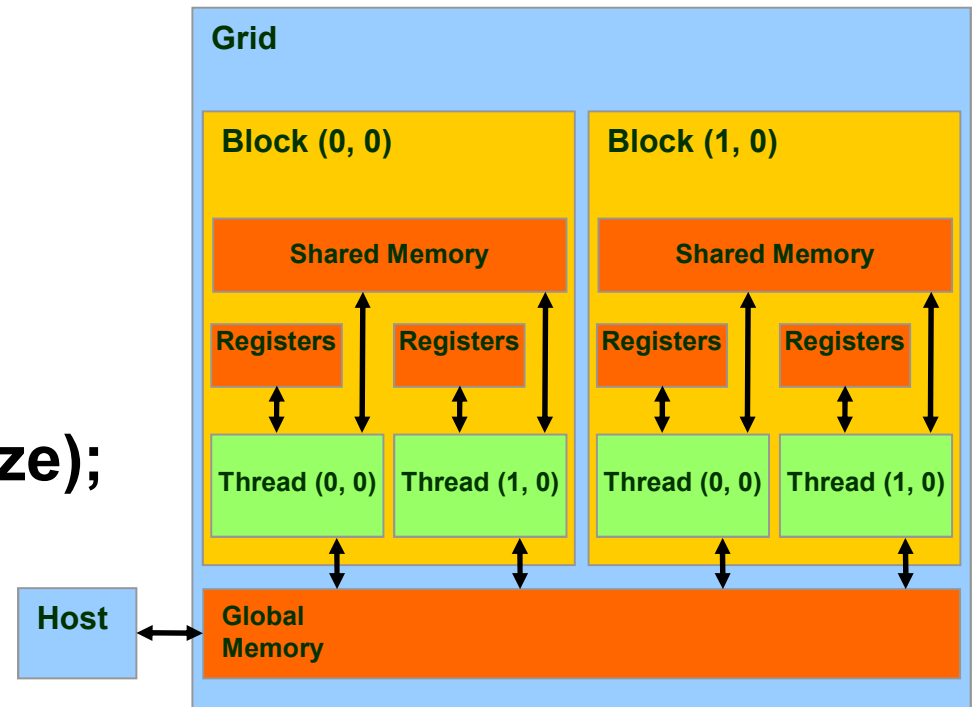 Grid
Block (0, 0)
Block (1, 0)
Shared Memory
Shared Memory
Registers
Registers
Registers
Registers
ze);
Thread (0, 0)
Thread (1, 0)
Thread (0, 0)
Thread (1, 0)
Host
Global
Memory